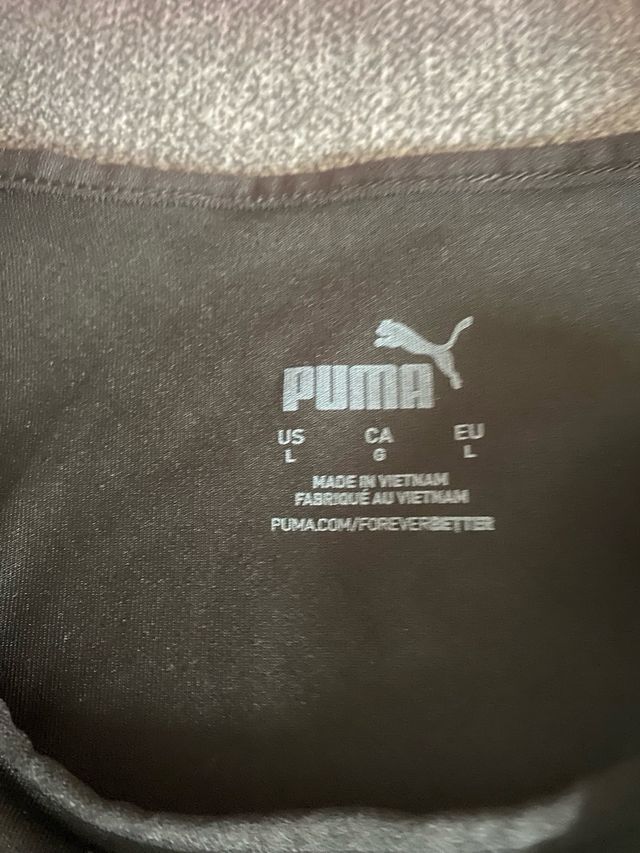 PUMA
US CA EU
L G L
MADE IN VIETNAM
FABRIQUÉ AU VIETNAM
PUMA.COM/FOREVERBETTER